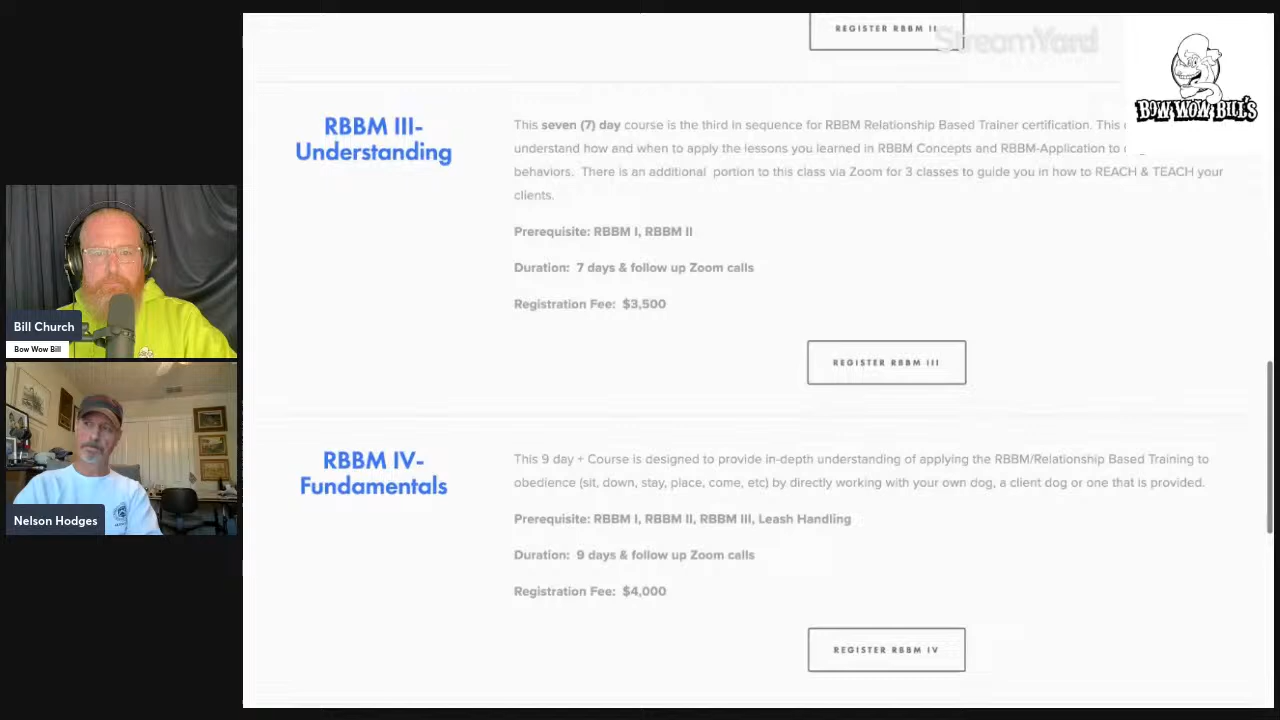 REGISTER RBBM II
StreamYard
BOW WOW BILL'S
RBBM III-
Understanding
This seven (7) day course is the third in sequence for RBBM Relationship Based Trainer certification. This
understand how and when to apply the lessons you learned in RBBM Concepts and RBBM-Application to
behaviors. There is an additional portion to this class via Zoom for 3 classes to guide you in how to REACH & TEACH your
clients.
Prerequisite: RBBM I, RBBM II
Duration: 7 days & follow up Zoom calls
Registration Fee: $3,500
REGISTER RBBM III
Bill Church
Bow Wow Bill
RBBM IV-
Fundamentals
This 9 day + Course is designed to provide in-depth understanding of applying the RBBM/Relationship Based Training to
obedience (sit, down, stay, place, come, etc) by directly working with your own dog, a client dog or one that is provided.
Prerequisite: RBBM I, RBBM II, RBBM III, Leash Handling
Duration: 9 days & follow up Zoom calls
Registration Fee: $4,000
REGISTER RBBM IV
Nelson Hodges